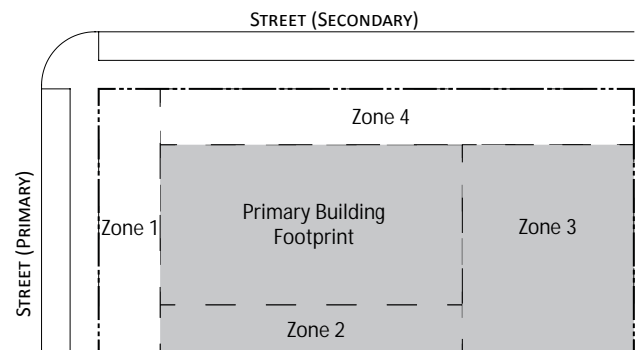 STREET (SECONDARY)
Zone 4
STREET (PRIMARY)
Zone 1
Primary Building
Footprint
Zone 3
Zone 2